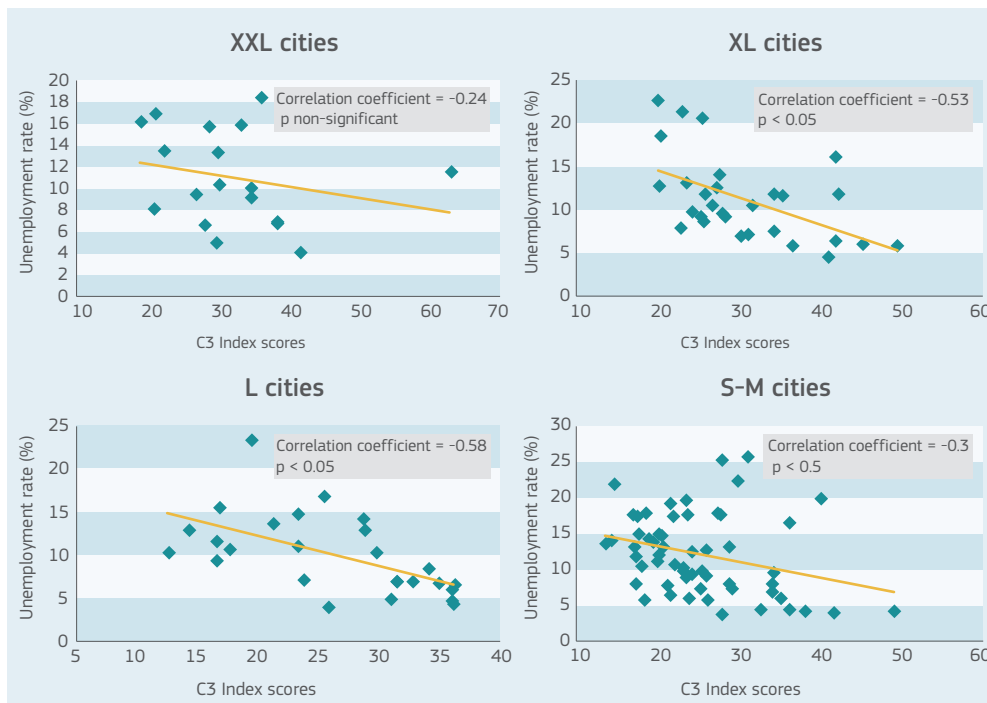 XXL cities
Unemployment rate (%)
20
18
16
14
12
10
8
6
4
2
0
Correlation coefficient = -0.24
p non-significant
10 20 30 40 50 60 70
C3 Index scores
XL cities
Unemployment rate (%)
25
20
15
10
5
0
Correlation coefficient = -0.53
p < 0.05
10 20 30 40 50 60
C3 Index scores
L cities
Unemployment rate (%)
25
20
15
10
5
0
Correlation coefficient = -0.58
p < 0.05
5 10 15 20 25 30 35 40
C3 Index scores
S-M cities
Unemployment rate (%)
30
25
20
15
10
5
0
Correlation coefficient = -0.3
p < 0.5
10 20 30 40 50 60
C3 Index scores